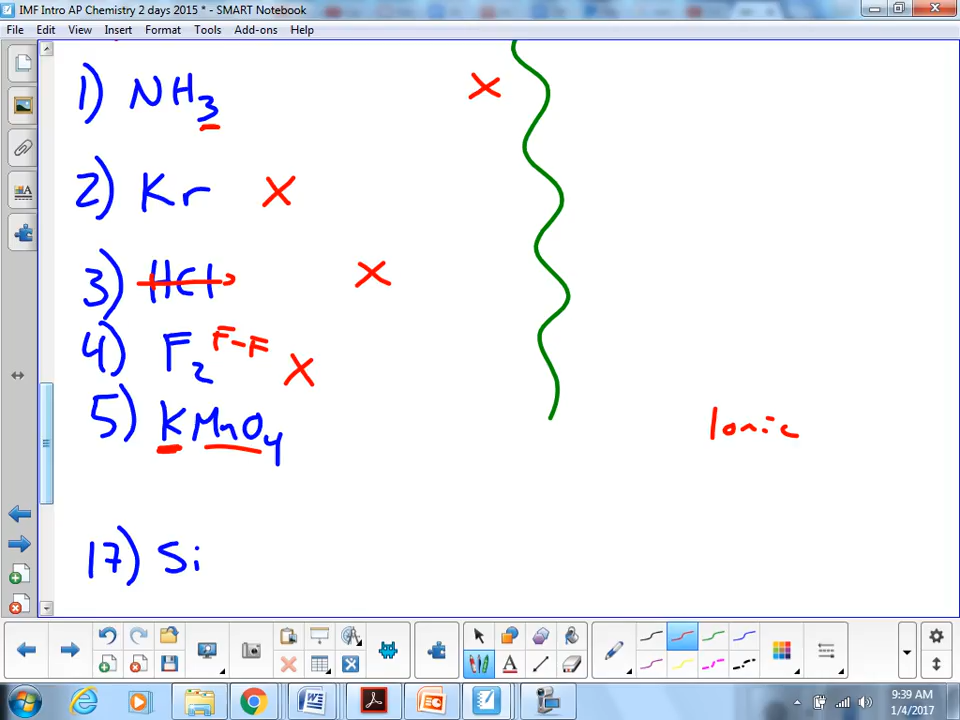 IMF Intro AP Chemistry 2 days 2015 * - SMART Notebook
File Edit View Insert Format Tools Add-ons Help
1) NH3 X
2) Kr X
3) HCl X
4) F2 F-F X
5) KMnO4
Ionic
17) Si
9:39 AM
1/4/2017